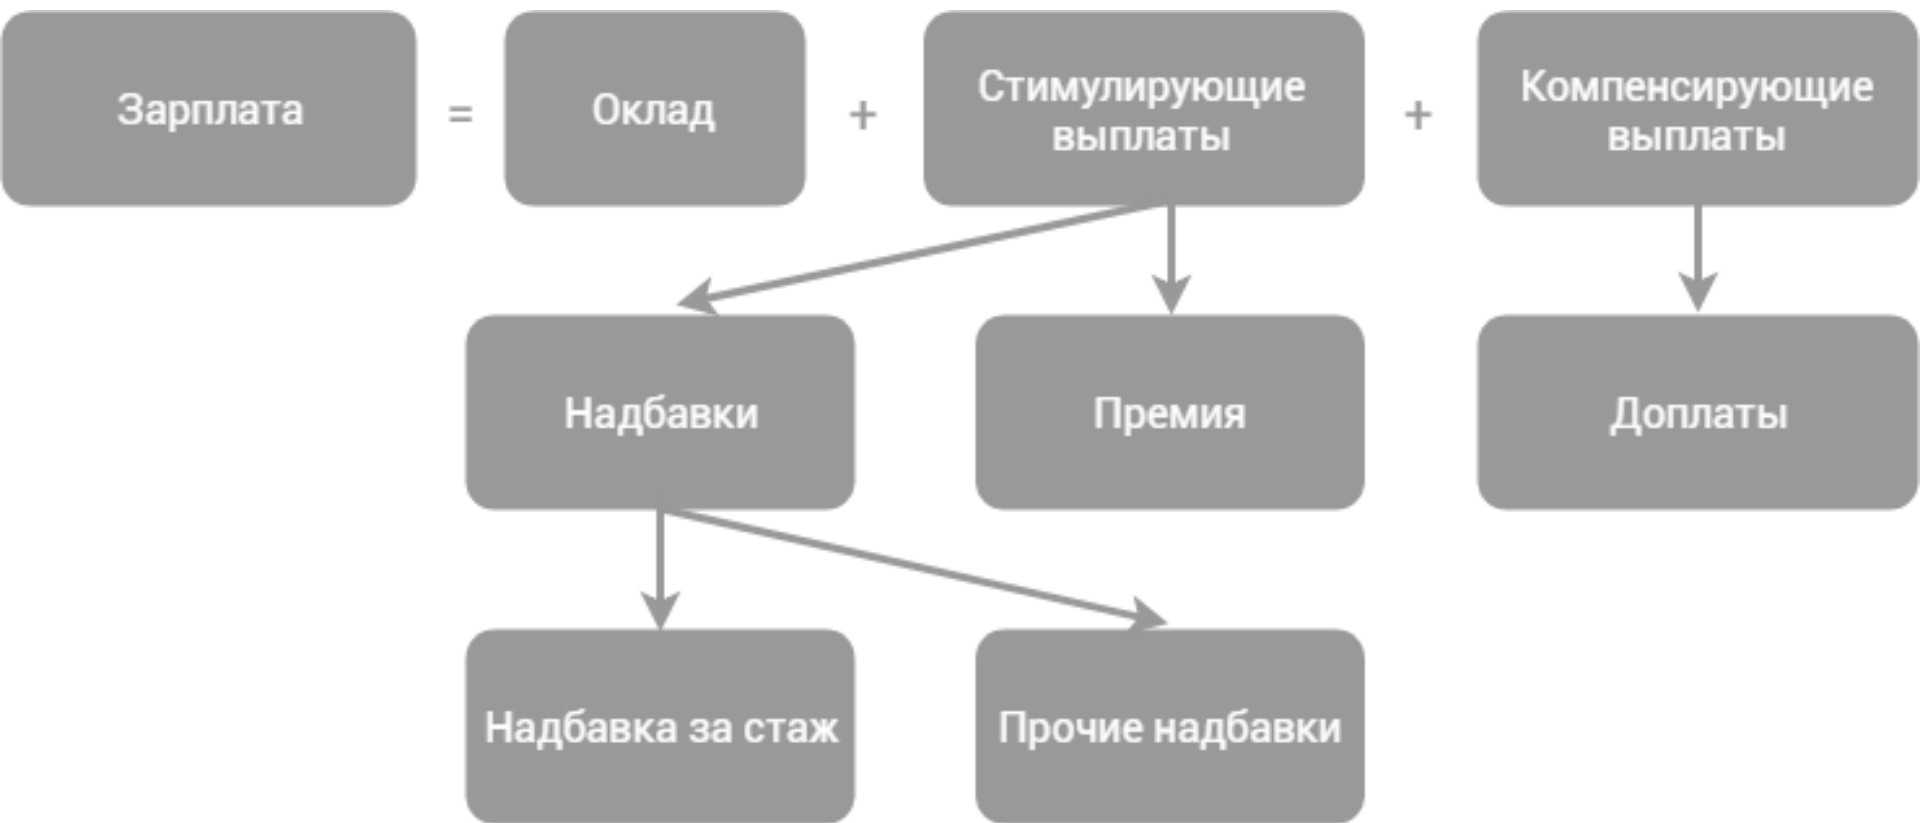 Зарплата
=
Оклад
+
Стимулирующие
выплаты
+
Компенсирующие
выплаты
Надбавки
Премия
Доплаты
Надбавка за стаж
Прочие надбавки